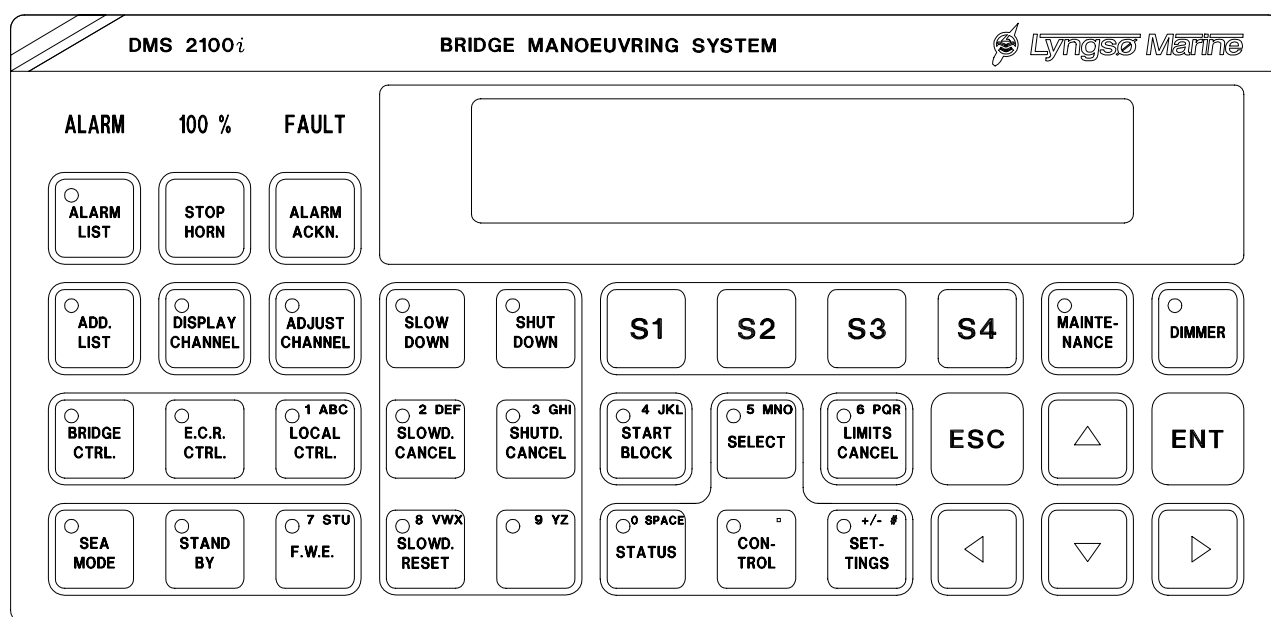 DMS 2100i
BRIDGE MANOEUVRING SYSTEM
Lyngsø Marine
ALARM
100 %
FAULT
ALARM
LIST
STOP
HORN
ALARM
ACKN.
ADD.
LIST
DISPLAY
CHANNEL
ADJUST
CHANNEL
SLOW
DOWN
SHUT
DOWN
S1
S2
S3
S4
MAINTE-
NANCE
DIMMER
BRIDGE
CTRL.
E.C.R.
CTRL.
1 ABC
LOCAL
CTRL.
2 DEF
SLOWD.
CANCEL
3 GHI
SHUTD.
CANCEL
4 JKL
START
BLOCK
5 MNO
SELECT
6 PQR
LIMITS
CANCEL
ESC
ENT
SEA
MODE
STAND
BY
7 STU
F.W.E.
8 VWX
SLOWD.
RESET
9 YZ
0 SPACE
STATUS
CON-
TROL
+/- #
SET-
TINGS